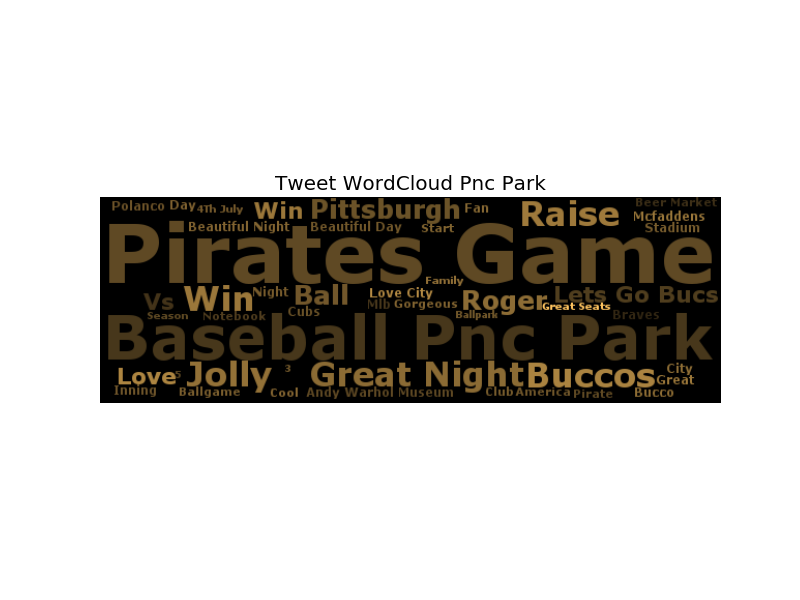 Tweet WordCloud Pnc Park
Polanco Day 4Th July Win Pittsburgh Fan Raise Beer Market
Mcfaddens
Beautiful Night Beautiful Day Start Stadium
Pirates Game
Family
Vs Win Night Ball Love City Roger Lets Go Bucs
Mlb Gorgeous Great Seats
Season Notebook Cubs Ballpark Braves
Baseball Pnc Park
Love 5 Jolly 3 Great Night Buccos City
Great
Inning Ballgame Cool Andy Warhol Museum Club America Pirate Bucco